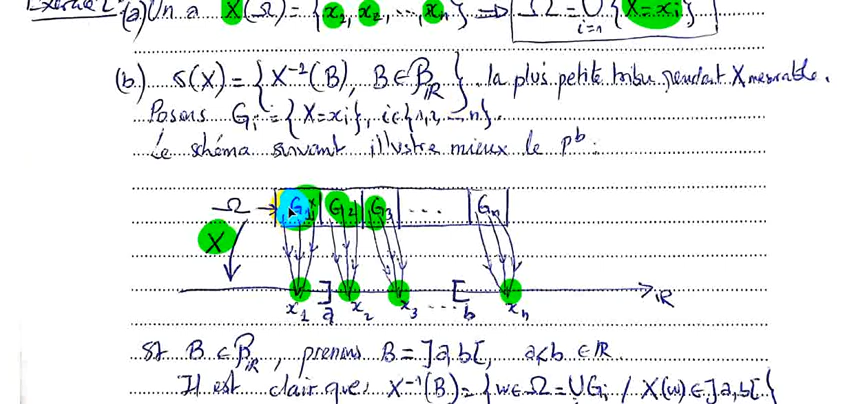 Exercice 2 (a) On a X(Ω) = {x₁, x₂, ..., xₙ} ⟹ Ω = ∪ {X = xᵢ}
i=1
(b) σ(X) = {X⁻¹(B), B ∈ 𝓑_ℝ} la plus petite tribu rendant X mesurable.
Posons Gᵢ = {X = xᵢ}, i ∈ {1, 2, ..., n}.
Le schéma suivant illustre mieux le pb :
Ω → G₁ G₂ G₃ ... Gₙ
X
x₁ ] a x₂ x₃ ... [ b xₙ ℝ
St B ∈ 𝓑_ℝ, prenons B = ]a, b[, a < b ∈ ℝ
Il est clair que X⁻¹(B) = {w ∈ Ω = ∪Gᵢ / X(w) ∈ ]a, b[ }